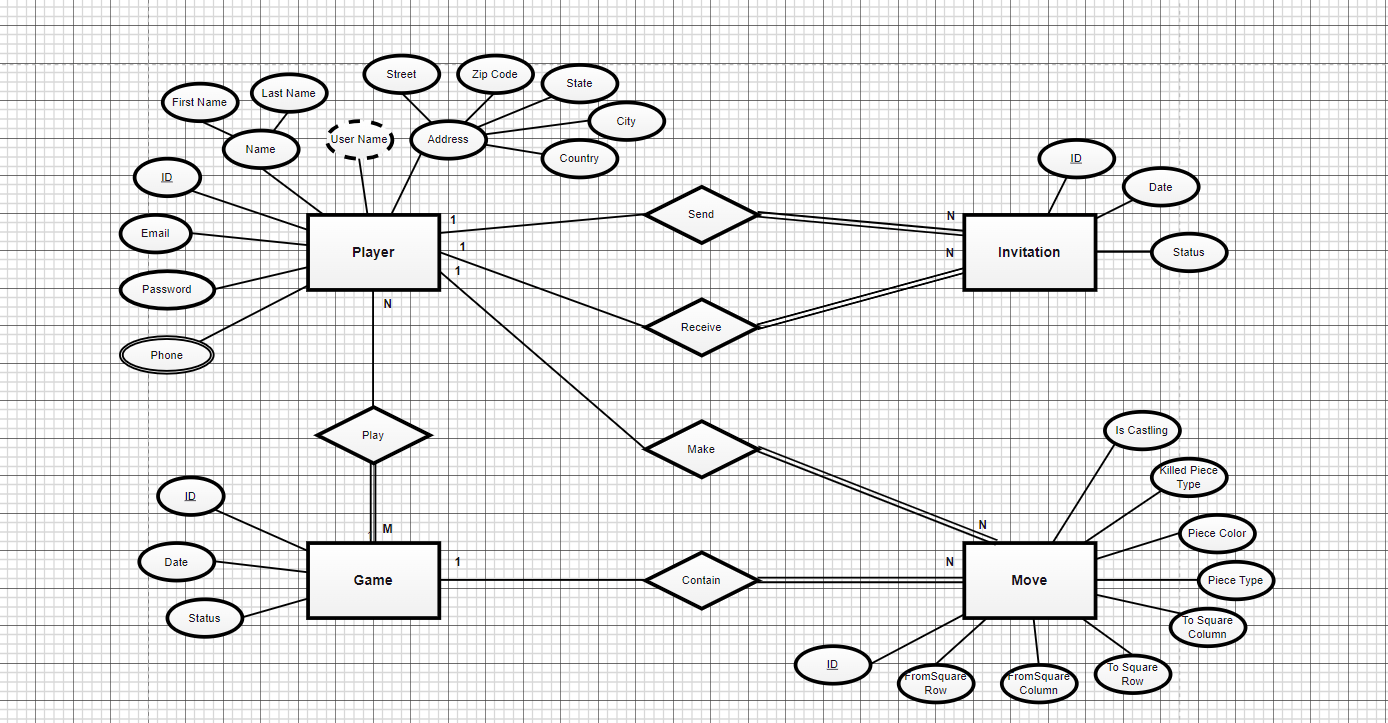 Street
Zip Code
State
First Name
Last Name
City
User Name
Address
Name
Country
ID
ID
Date
Email
Player
1
1
1
Send
N
N
Invitation
Status
Password
N
Receive
Phone
Play
Make
Is Castling
Killed Piece
Type
ID
M
N
Piece Color
Date
Game
1
Contain
N
Move
Piece Type
Status
To Square
Column
ID
FromSquare
Row
FromSquare
Column
To Square
Row